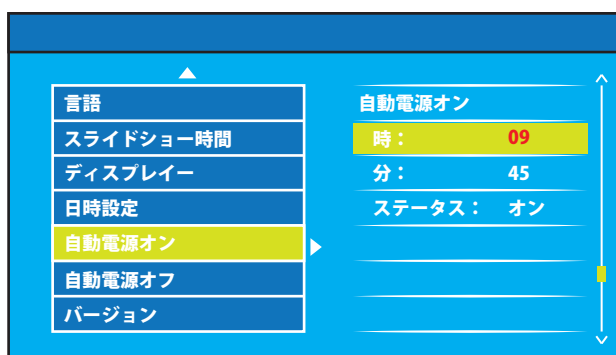 言語
スライドショー時間
ディスプレイー
日時設定
自動電源オン
自動電源オフ
バージョン
自動電源オン
時： 09
分： 45
ステータス： オン